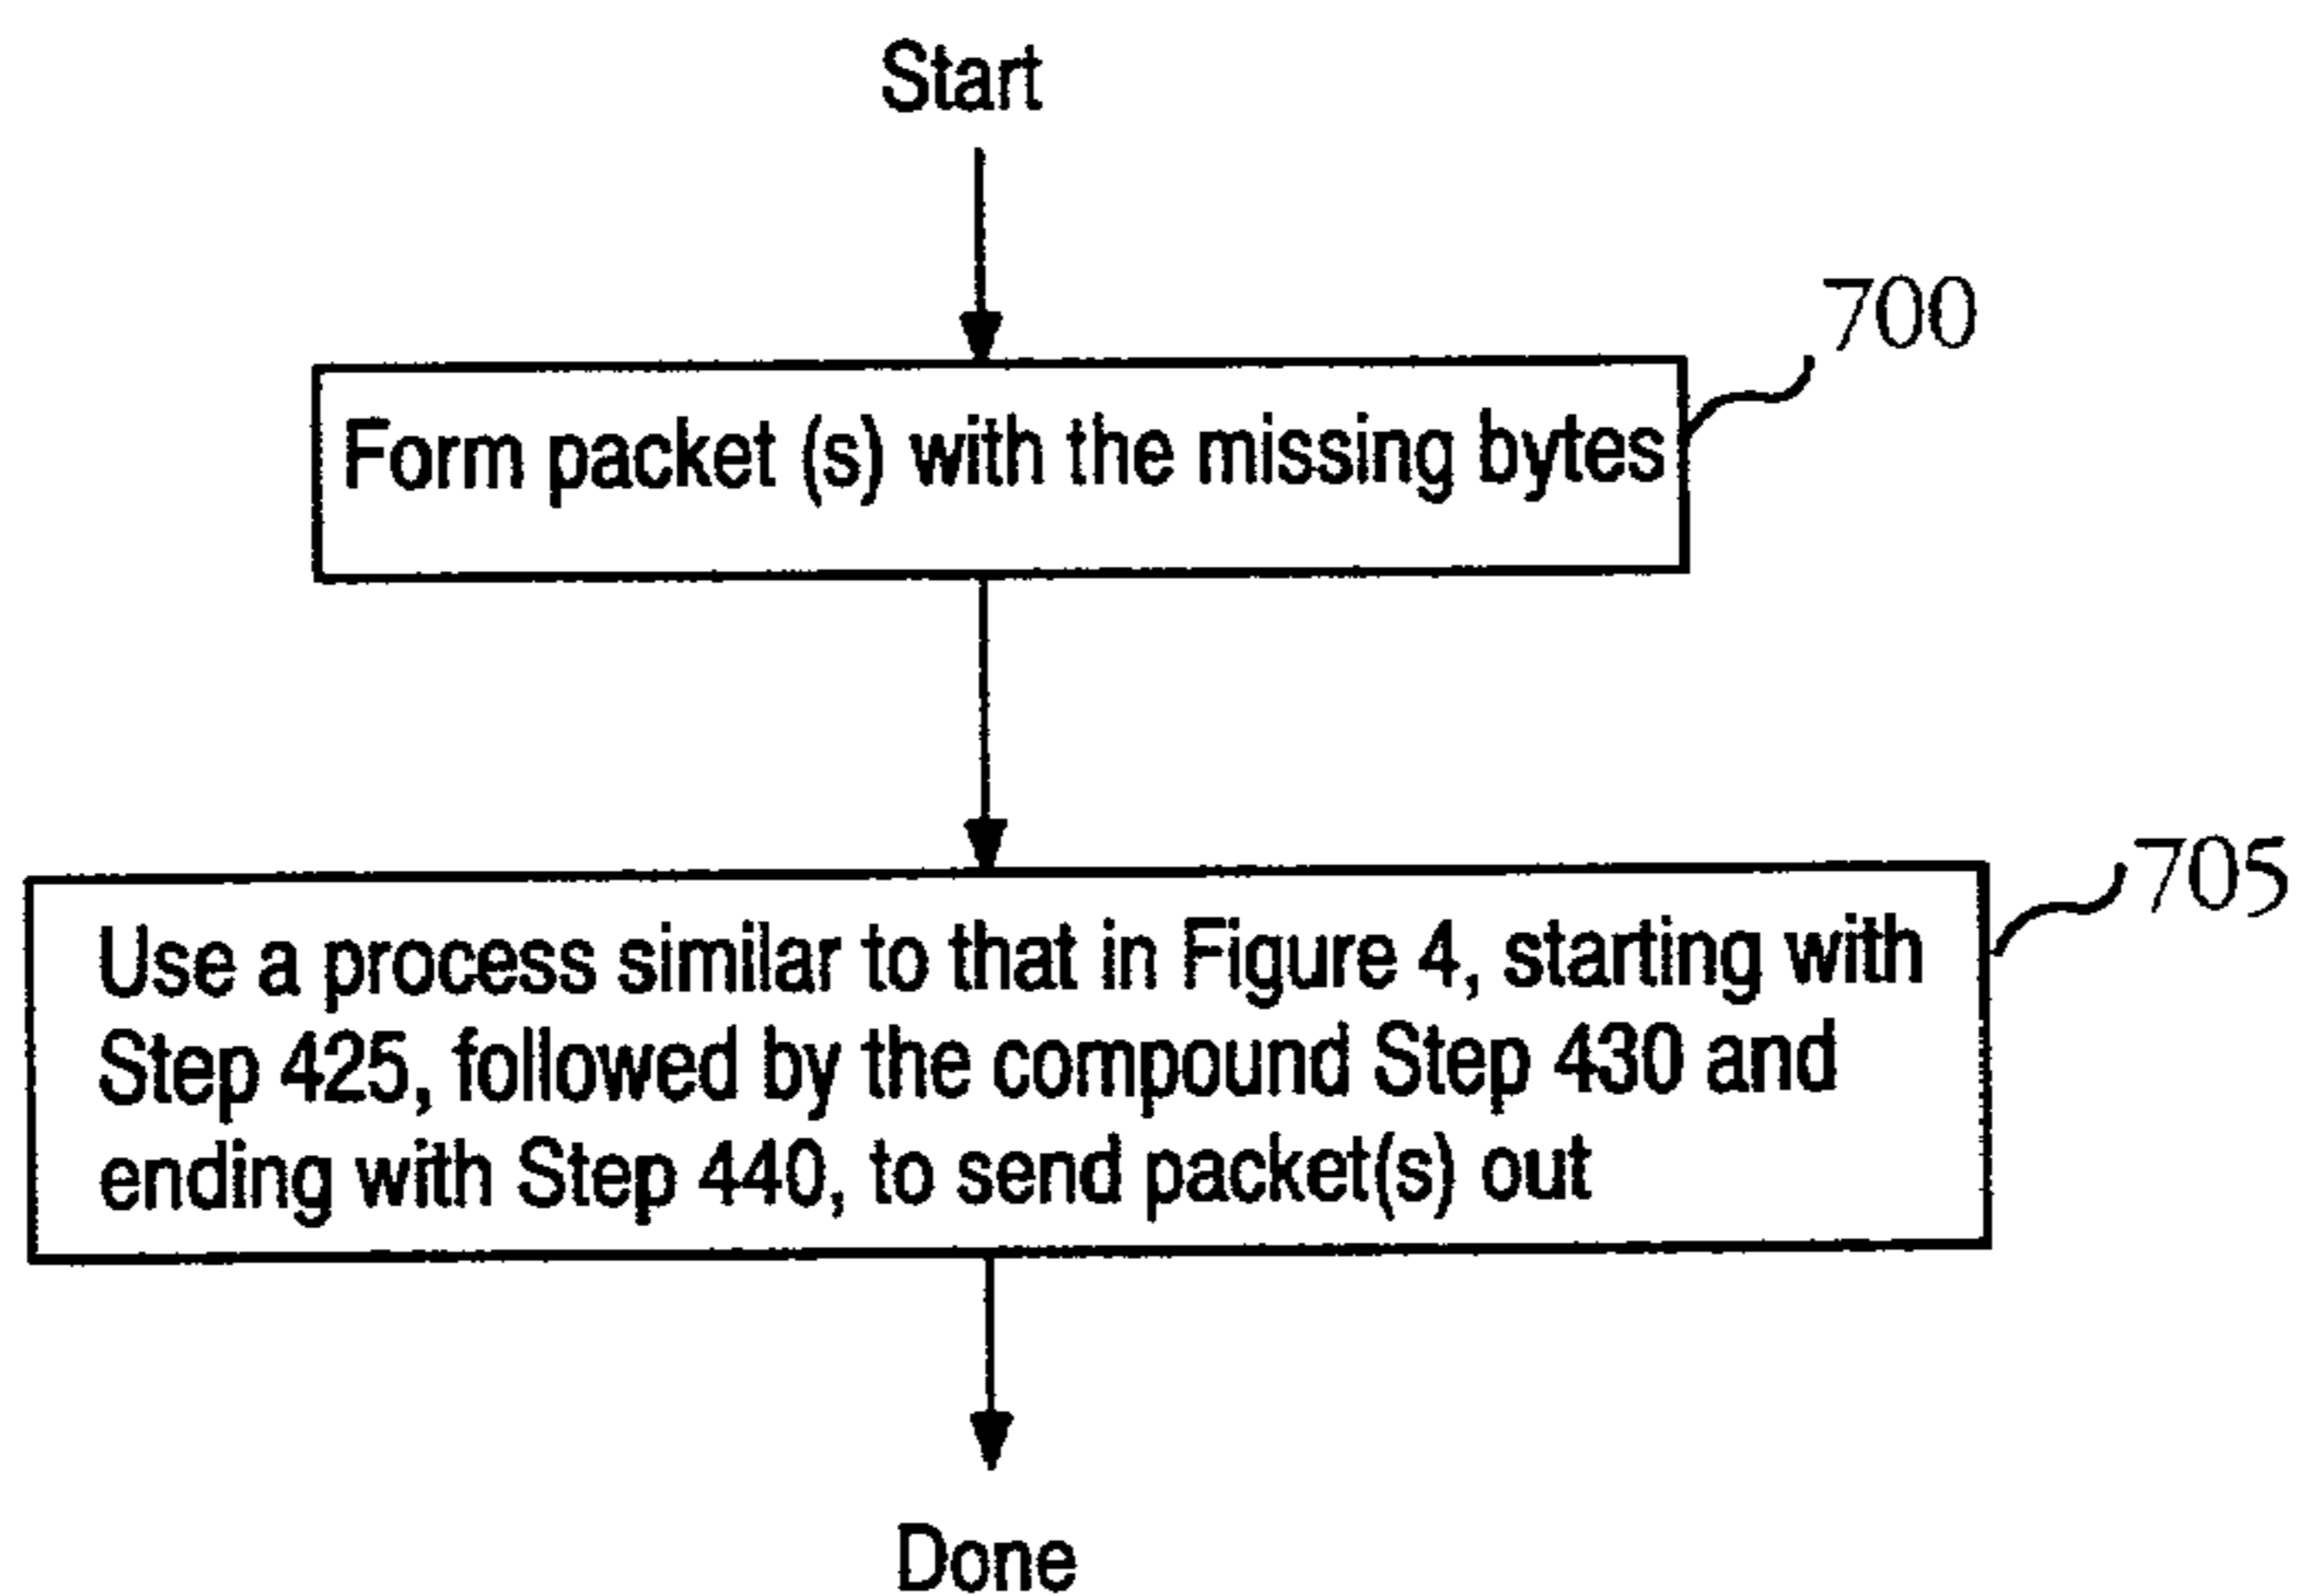 Start
700
Form packet (s) with the missing bytes
705
Use a process similar to that in Figure 4, starting with
Step 425, followed by the compound Step 430 and
ending with Step 440, to send packet(s) out
Done